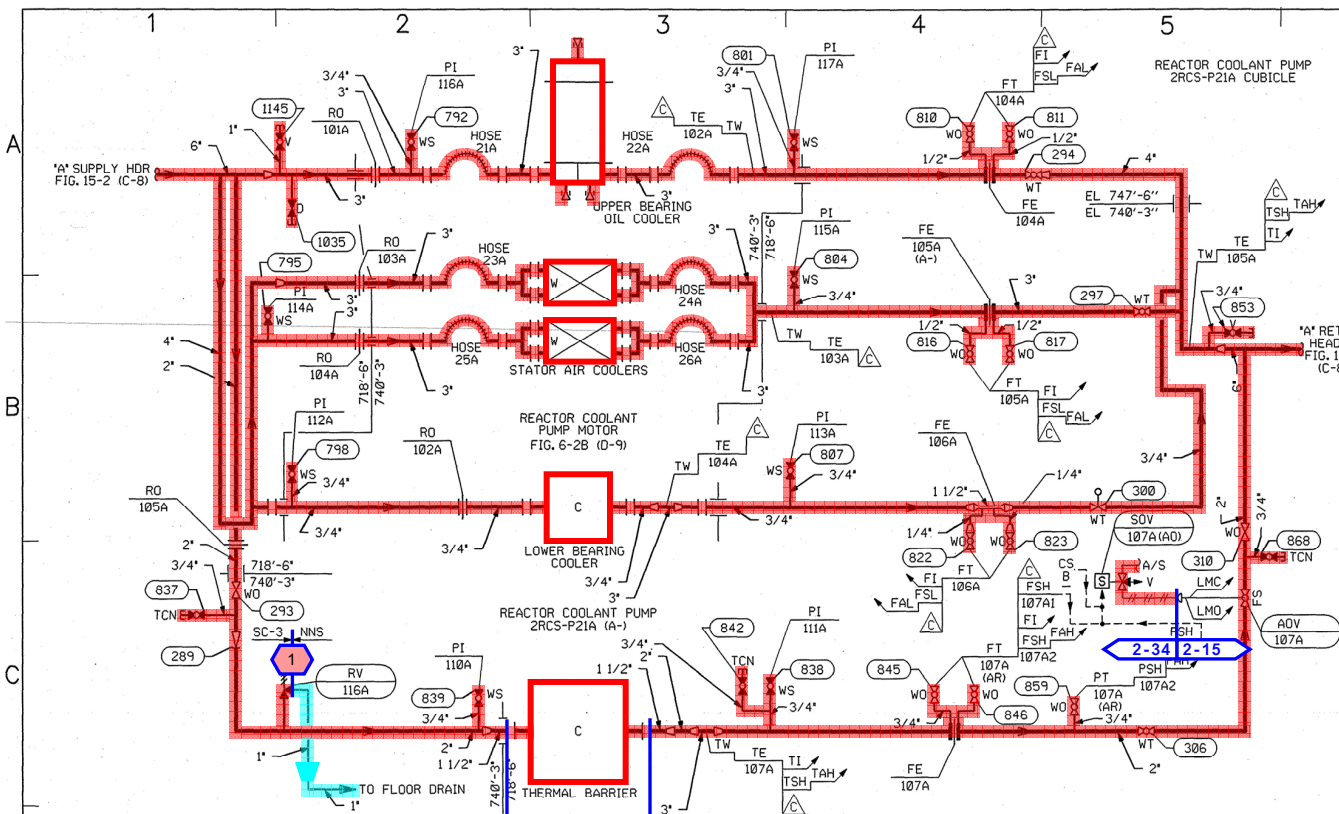 1
2
3
4
5
A
B
C
REACTOR COOLANT PUMP
2RCS-P21A CUBICLE
"A" SUPPLY HDR
FIG. 15-2 (C-8)
6"
1"
1145
V
D
1035
3"
RO
101A
3"
3/4"
PI
116A
792
WS
HOSE
21A
3"
UPPER BEARING
OIL COOLER
3"
HOSE
22A
C
TE
102A
TW
801
3/4"
3"
PI
117A
WS
3"
810
WO
811
WO
1/2"
1/2"
FT
104A
FI
FSL
FAL
C
FE
104A
294
WT
4"
EL 747'-6"
EL 740'-3"
C
TSH
TAH
TI
TE
105A
TW
795
PI
114A
WS
3"
3"
RO
103A
3"
HOSE
23A
W
HOSE
24A
3"
740'-3"
718'-6"
PI
115A
804
WS
3/4"
FE
105A
(A-)
3"
297
WT
3/4"
853
"A" RET
HEAD
FIG. 1
(C-8
6"
4"
2"
RO
104A
718'-6"
740'-3"
3"
HOSE
25A
W
HOSE
26A
STATOR AIR COOLERS
3"
TW
TE
103A
C
1/2"
1/2"
816
WO
817
WO
FT
105A
FI
FSL
FAL
C
PI
112A
798
WS
3/4"
3/4"
RO
102A
3/4"
REACTOR COOLANT
PUMP MOTOR
FIG. 6-2B (D-9)
C
LOWER BEARING
COOLER
3/4"
3"
TW
TE
104A
C
3/4"
PI
113A
807
WS
3/4"
FE
106A
1 1/2"
1/4"
1/4"
300
WT
3/4"
822
WO
823
WO
FT
106A
FI
FSL
FAL
C
RO
105A
2"
3/4"
718'-6"
740'-3"
WO
293
837
TCN
289
SC-3
NNS
1
RV
116A
1"
TO FLOOR DRAIN
1"
REACTOR COOLANT PUMP
2RCS-P21A (A-)
PI
110A
839
WS
3/4"
2"
1 1/2"
740'-3"
718'-6"
C
THERMAL BARRIER
1 1/2"
2"
3"
3/4"
842
TCN
PI
111A
838
WS
3/4"
TW
TE
107A
TI
TSH
TAH
C
845
WO
WO
846
3/4"
FT
107A
(AR)
C
FSH
107A1
FI
FSH
107A2
FAH
FE
107A
859
WO
3/4"
PT
107A
(AR)
PSH
107A2
FSH
2-34
2-15
WT
306
2"
SOV
107A(AO)
CS
B
S
A/S
V
LMC
LMO
FS
AOV
107A
310
WO
2"
3/4"
868
TCN